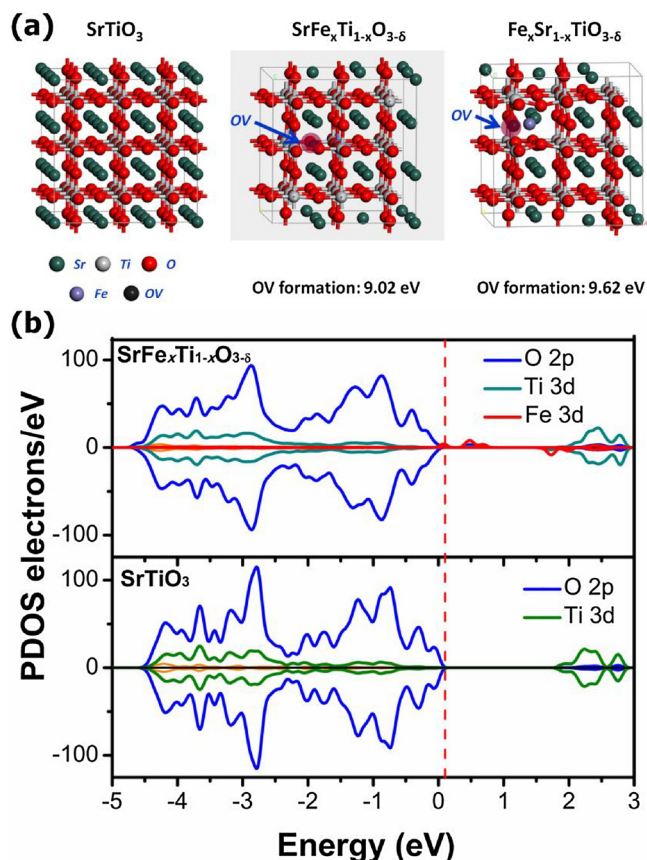 (a)
SrTiO₃ SrFeₓTi₁₋ₓO₃₋δ FeₓSr₁₋ₓTiO₃₋δ
OV OV
Sr Ti O
Fe OV
OV formation: 9.02 eV OV formation: 9.62 eV
(b)
SrFeₓTi₁₋ₓO₃₋δ
O 2p
Ti 3d
Fe 3d
100
0
-100
SrTiO₃
O 2p
Ti 3d
100
0
-100
PDOS electrons/eV
-5 -4 -3 -2 -1 0 1 2 3
Energy (eV)